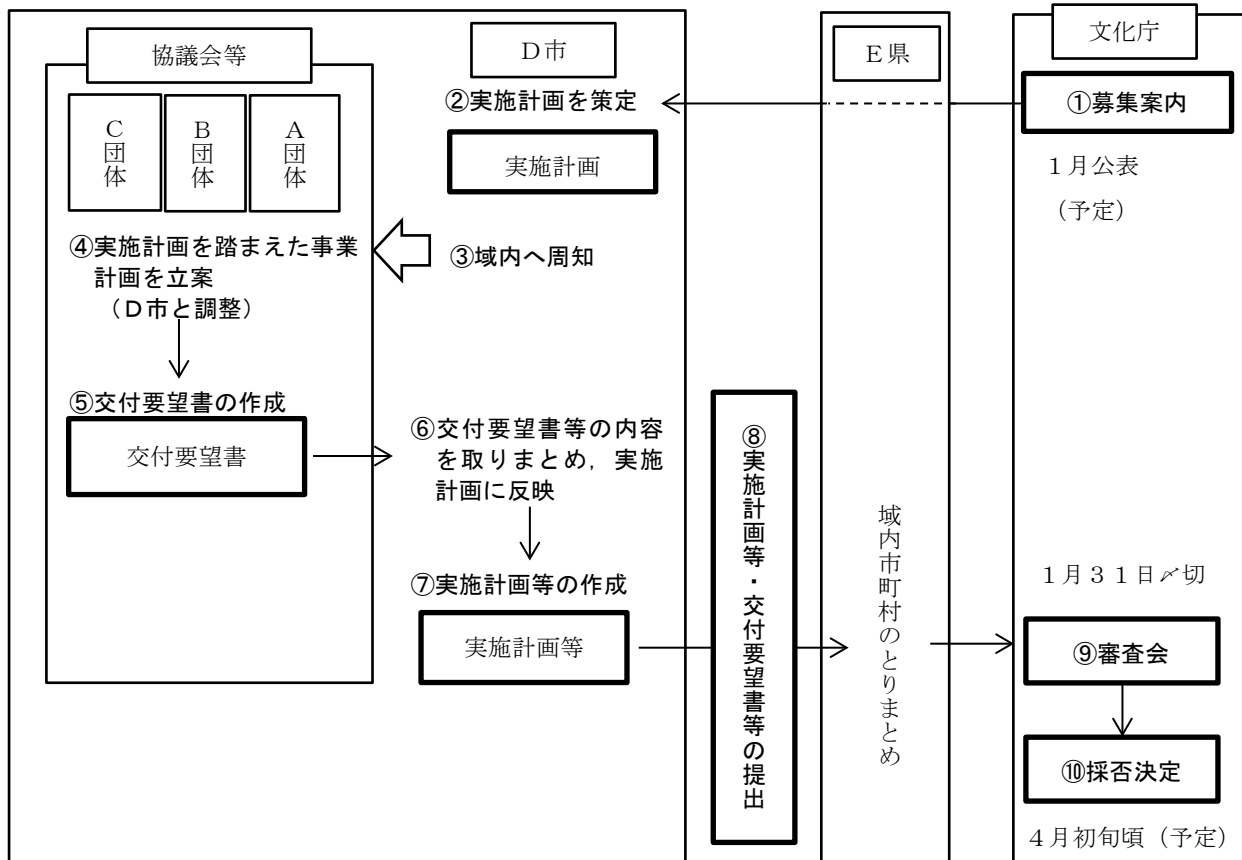 協議会等
D市
E県
文化庁
①募集案内
1月公表
(予定)
②実施計画を策定
実施計画
③域内へ周知
C団体
B団体
A団体
④実施計画を踏まえた事業
計画を立案
(D市と調整)
⑤交付要望書の作成
交付要望書
⑥交付要望書等の内容
を取りまとめ,実施
計画に反映
⑦実施計画等の作成
実施計画等
⑧実施計画等・交付要望書等の提出
域内市町村のとりまとめ
1月31日〆切
⑨審査会
⑩採否決定
4月初旬頃(予定)